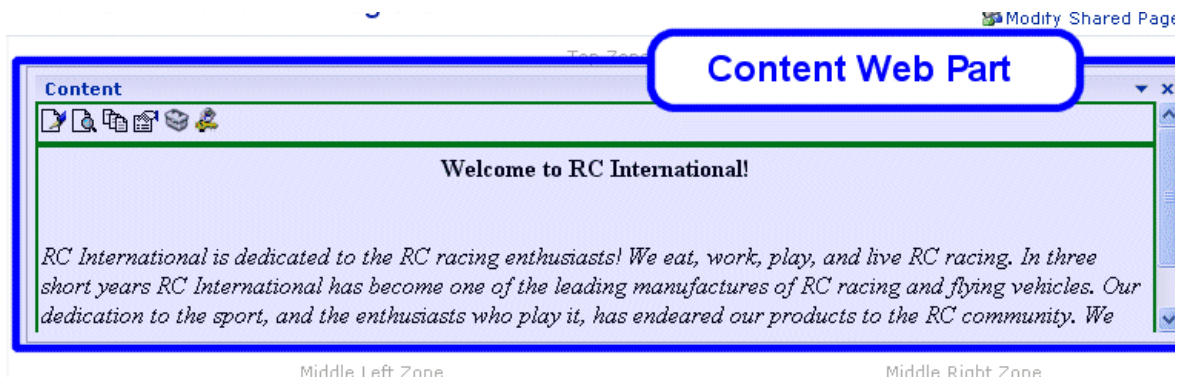 Modify Shared Page
Top Zone
Content Web Part
Content
Welcome to RC International!
RC International is dedicated to the RC racing enthusiasts! We eat, work, play, and live RC racing. In three
short years RC International has become one of the leading manufactures of RC racing and flying vehicles. Our
dedication to the sport, and the enthusiasts who play it, has endeared our products to the RC community. We
Middle Left Zone
Middle Right Zone